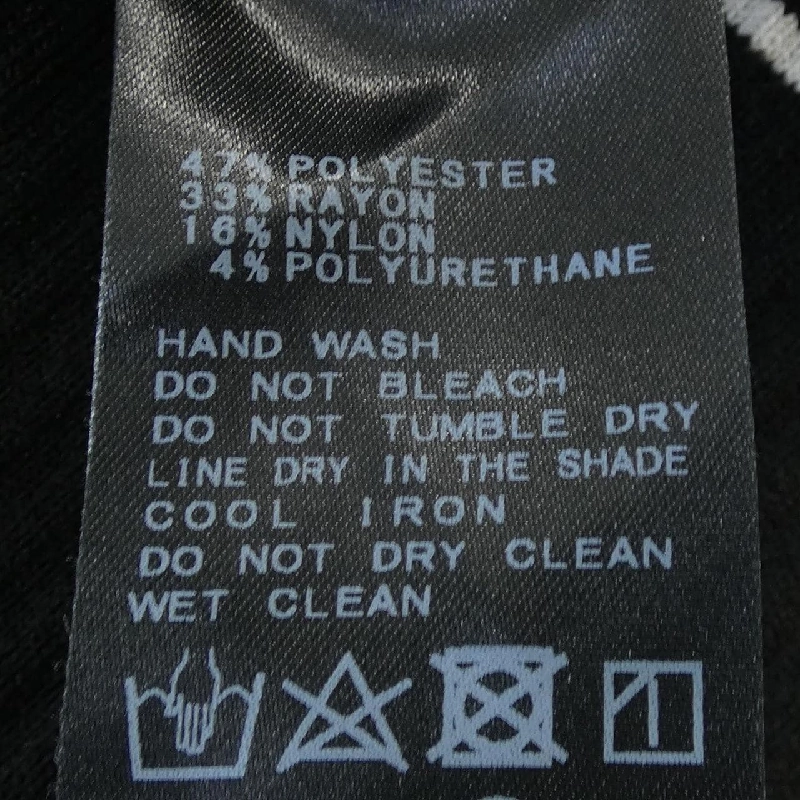 47% POLYESTER
33% RAYON
16% NYLON
4% POLYURETHANE
HAND WASH
DO NOT BLEACH
DO NOT TUMBLE DRY
LINE DRY IN THE SHADE
COOL IRON
DO NOT DRY CLEAN
WET CLEAN